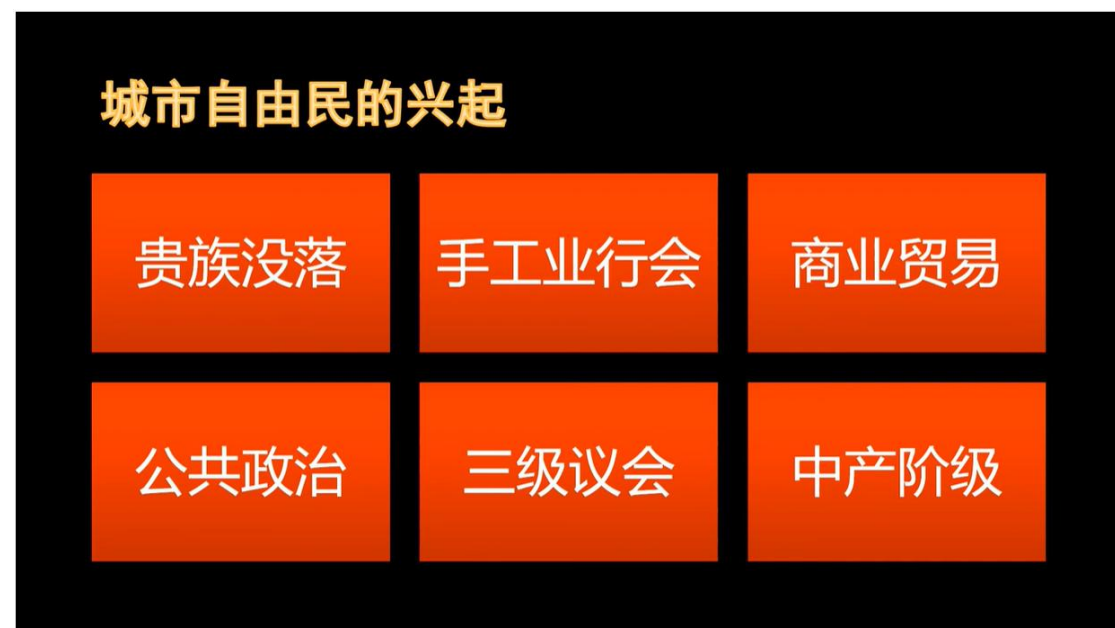 城市自由民的兴起
贵族没落
手工业行会
商业贸易
公共政治
三级议会
中产阶级